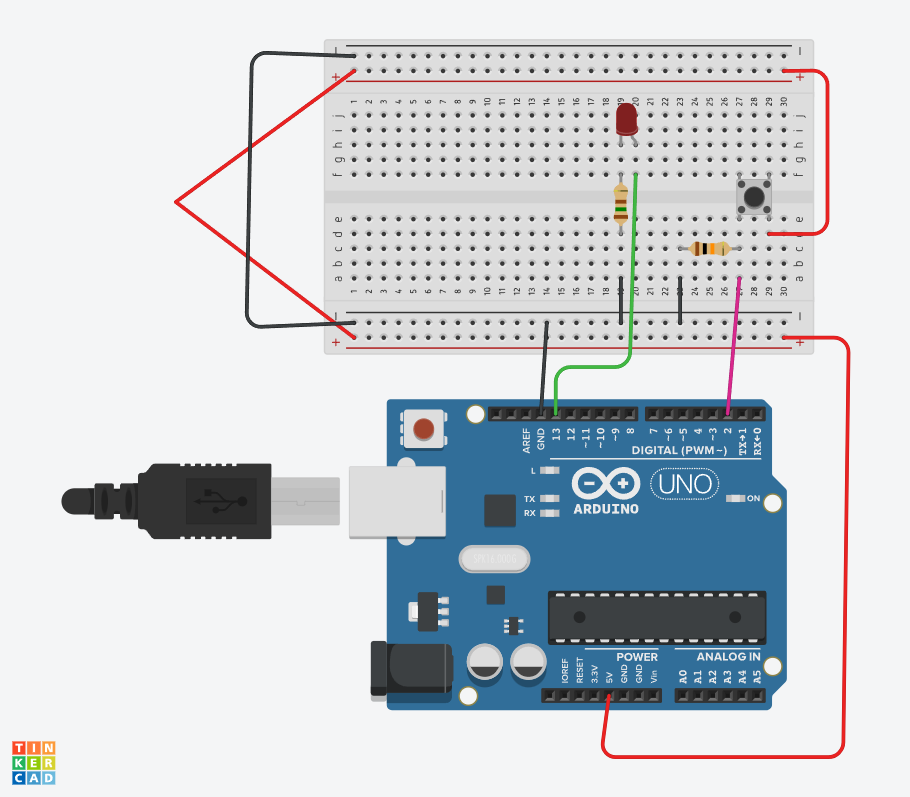 − −
+ +
1 2 3 4 5 6 7 8 9 10 11 12 13 14 15 16 17 18 19 20 21 22 23 24 25 26 27 28 29 30
j j
i i
h h
g g
f f
e e
d d
c c
b b
a a
1 2 3 4 5 6 7 8 9 10 11 12 13 14 15 16 17 18 19 20 21 22 23 24 25 26 27 28 29 30
− −
+ +
AREF GND 13 12 ~11 ~10 ~9 8 7 ~6 ~5 4 ~3 2 TX→1 RX←0
DIGITAL (PWM~)
L
TX
RX
ARDUINO
UNO
ON
POWER ANALOG IN
IOREF RESET 3.3V 5V GND GND Vin A0 A1 A2 A3 A4 A5
TIN
KER
CAD